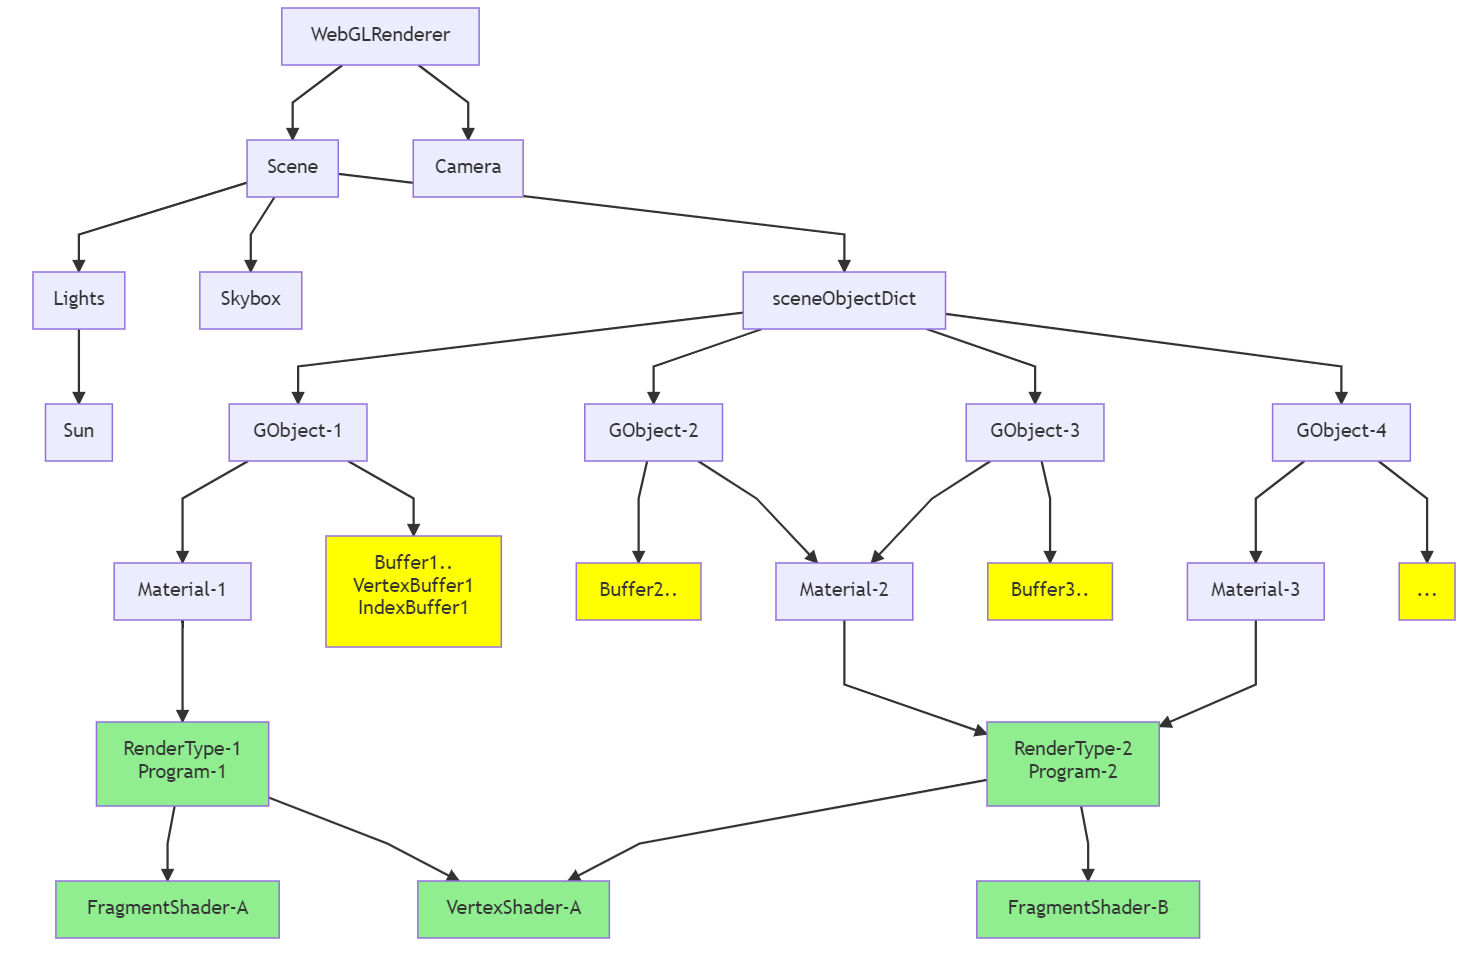 WebGLRenderer
Scene
Camera
Lights
Skybox
sceneObjectDict
Sun
GObject-1
GObject-2
GObject-3
GObject-4
Material-1
Buffer1..
VertexBuffer1
IndexBuffer1
Buffer2..
Material-2
Buffer3..
Material-3
...
RenderType-1
Program-1
RenderType-2
Program-2
FragmentShader-A
VertexShader-A
FragmentShader-B